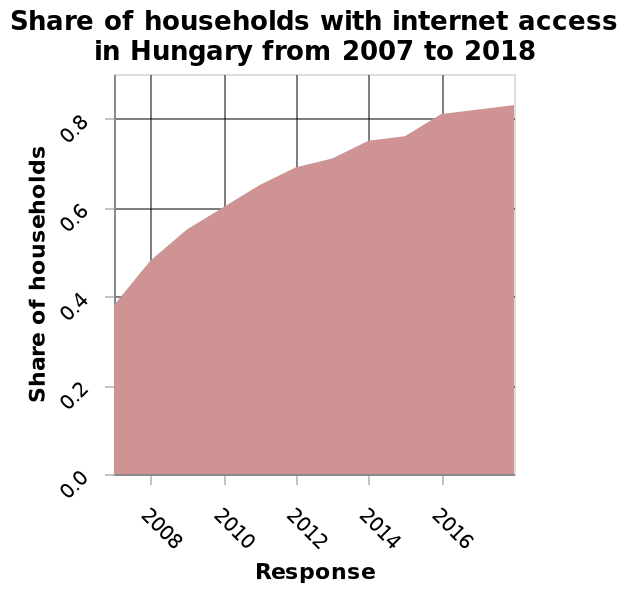 Share of households with internet access
in Hungary from 2007 to 2018
Share of households
0.8
0.6
0.4
0.2
0.0
2008
2010
2012
2014
2016
Response